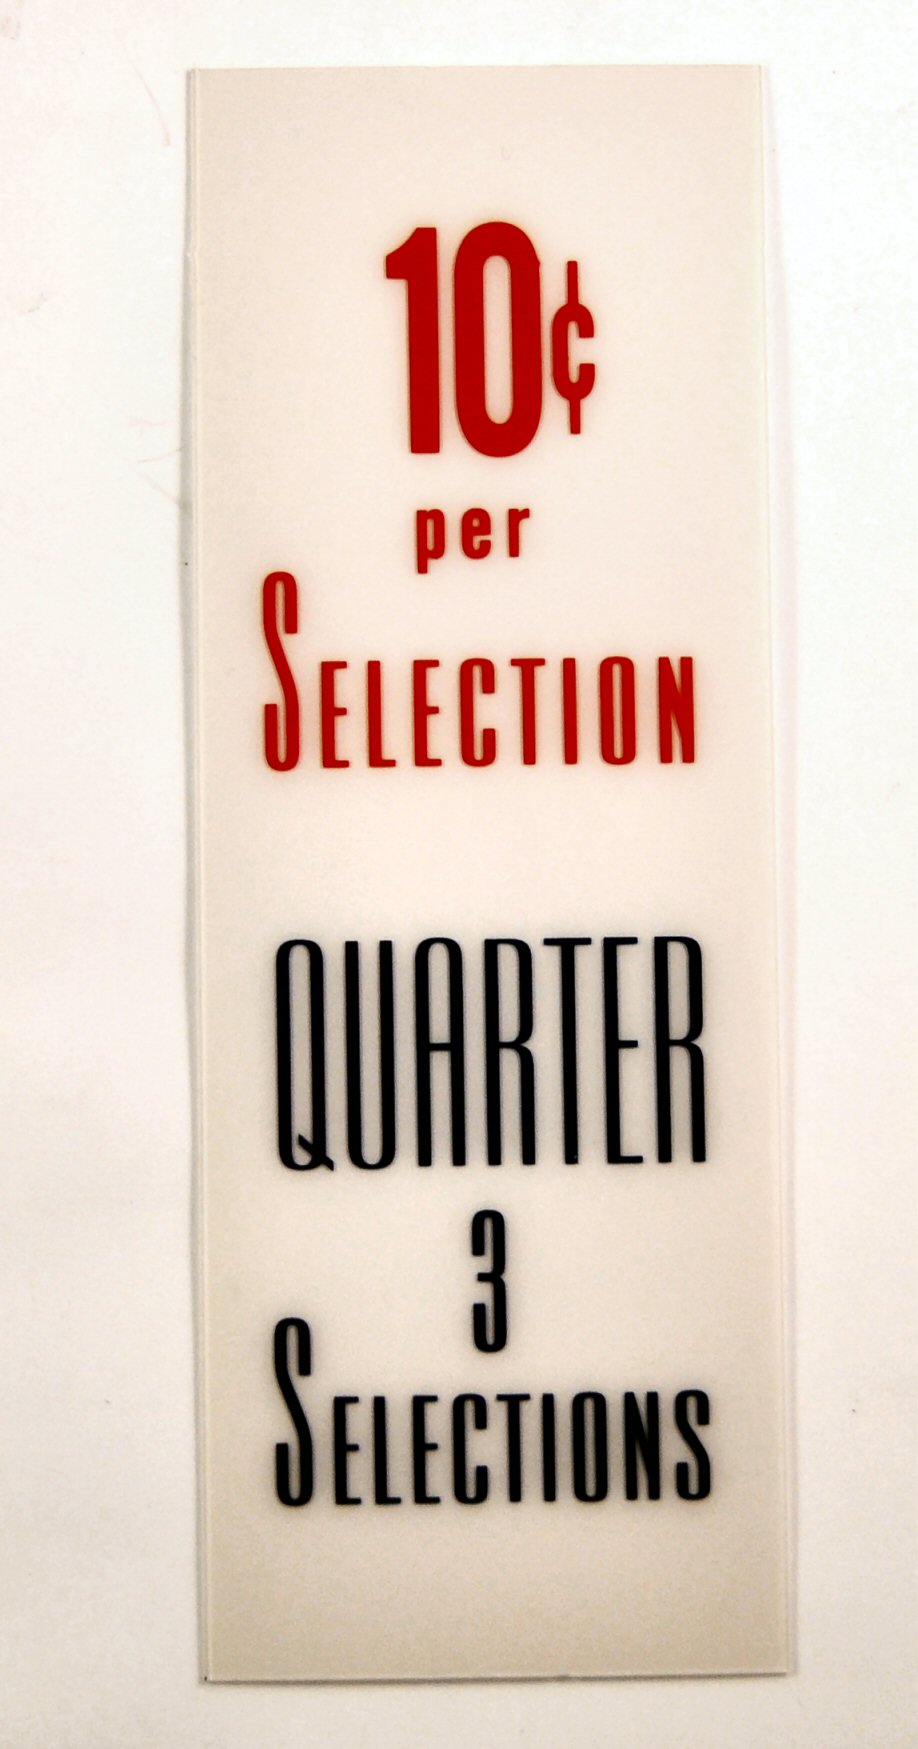 10¢
per
SELECTION
QUARTER
3
SELECTIONS